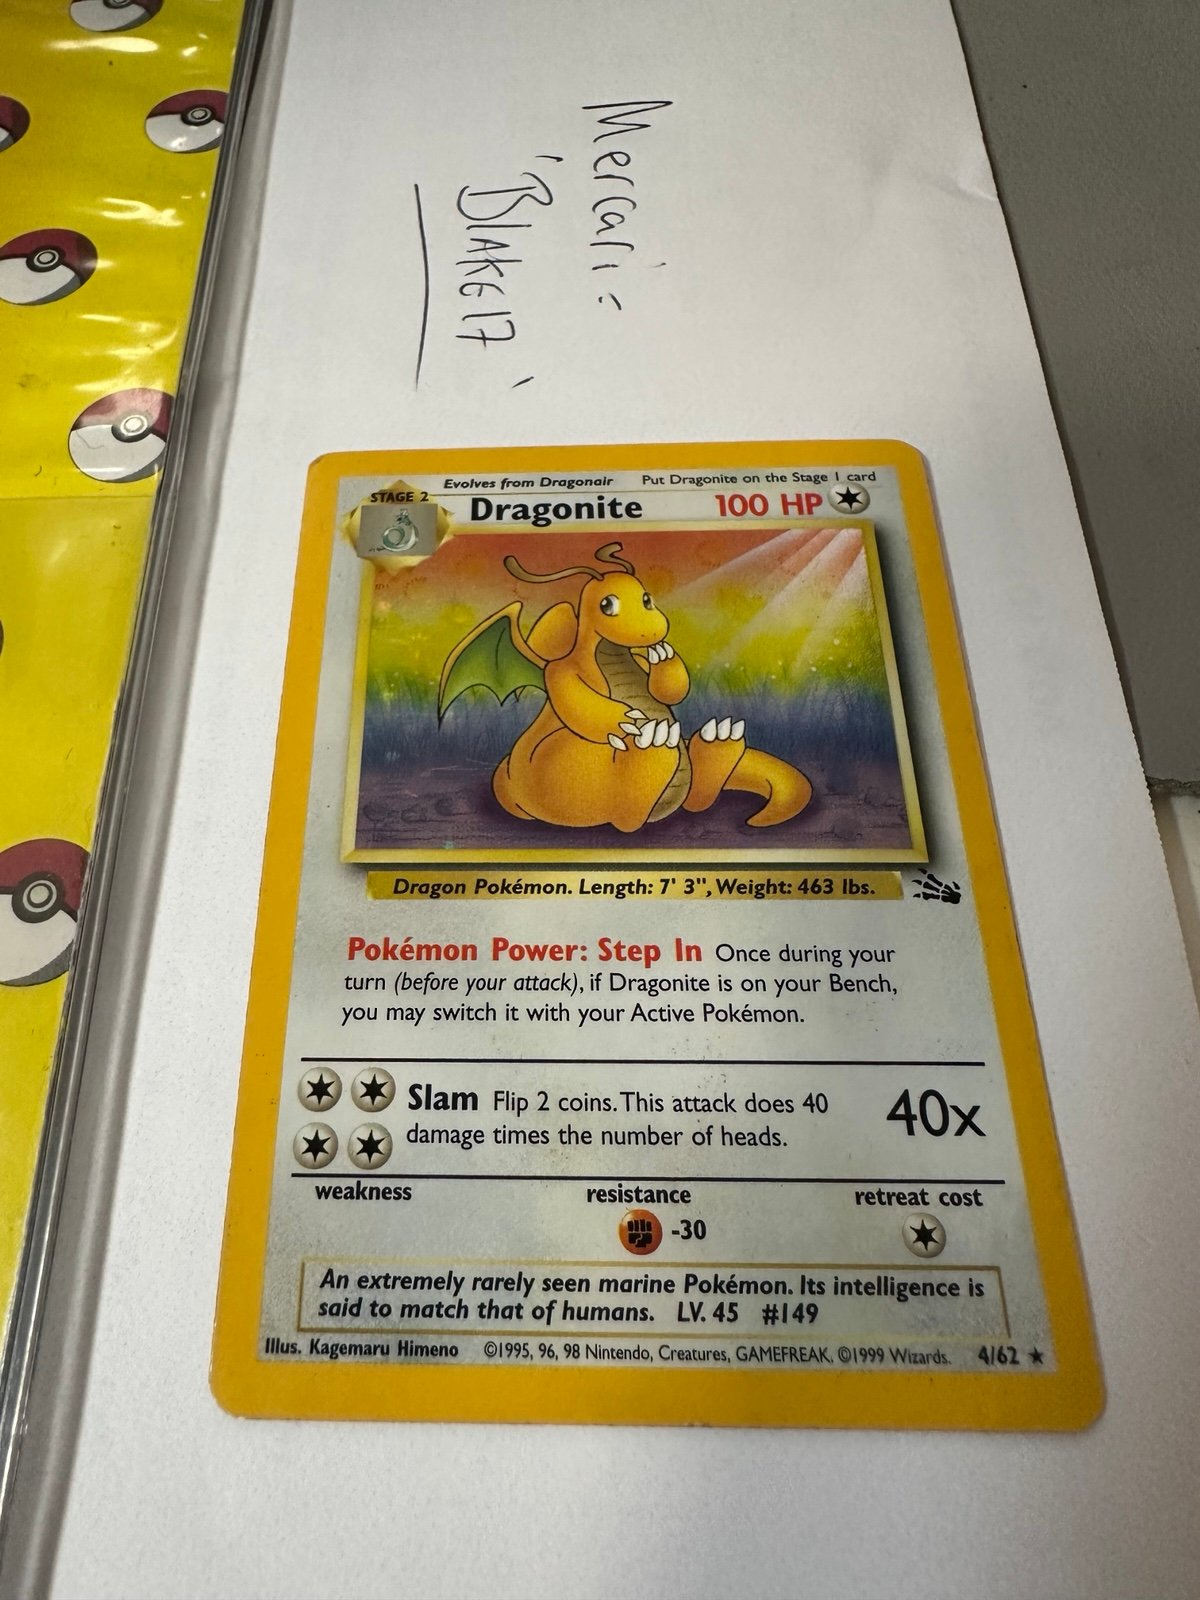 Mercari:
'BLAKE17'
Evolves from Dragonair Put Dragonite on the Stage 1 card
STAGE 2
Dragonite 100 HP
Dragon Pokémon. Length: 7' 3", Weight: 463 lbs.
Pokémon Power: Step In Once during your
turn (before your attack), if Dragonite is on your Bench,
you may switch it with your Active Pokémon.
Slam Flip 2 coins. This attack does 40
damage times the number of heads.
40x
weakness resistance retreat cost
-30
An extremely rarely seen marine Pokémon. Its intelligence is
said to match that of humans. LV. 45 #149
Illus. Kagemaru Himeno ©1995, 96, 98 Nintendo, Creatures, GAMEFREAK. ©1999 Wizards. 4/62 ★